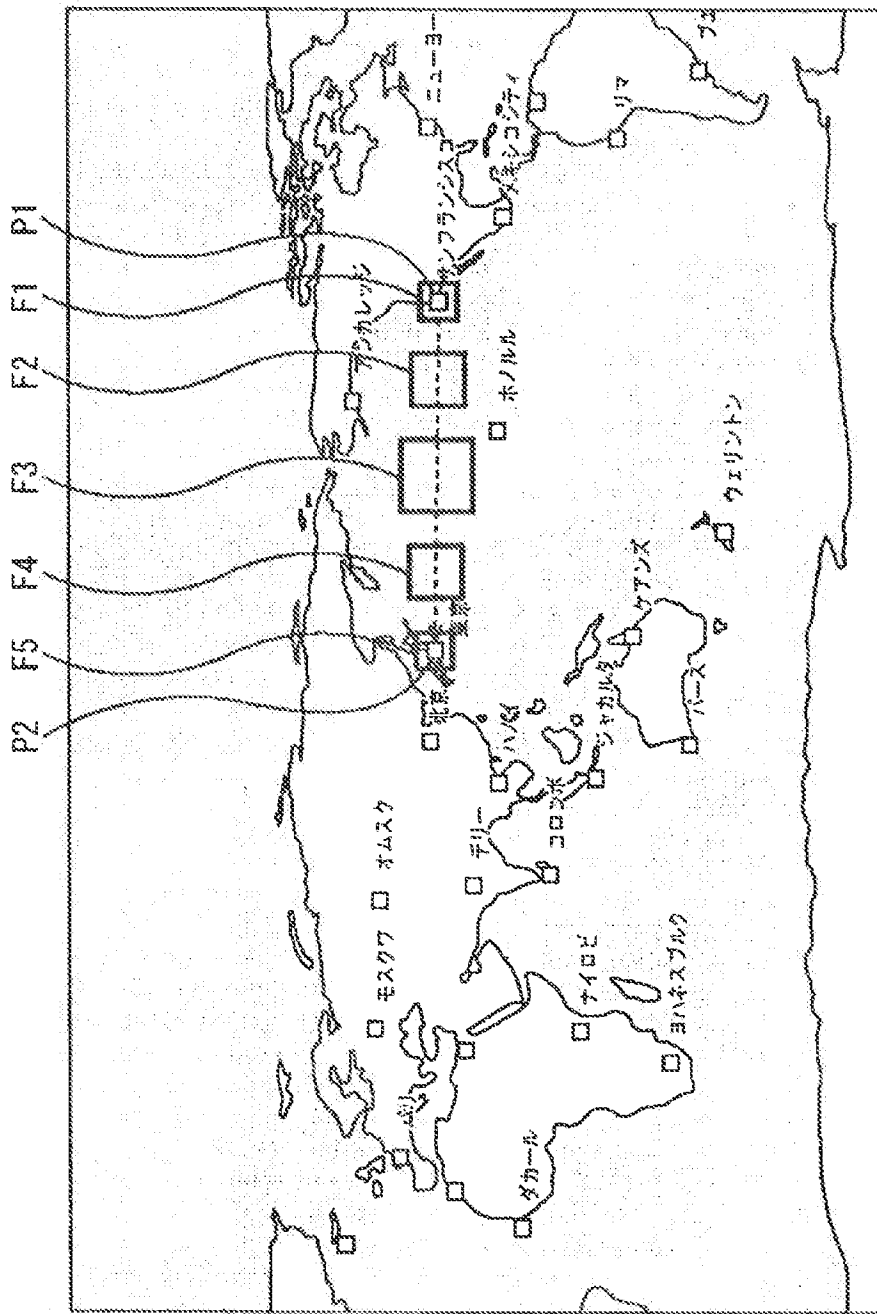 P2
F5
F4
F3
F2
F1
P1
アンカレッジ
サンフランシスコ
ニューヨー
メキシコシティ
ホノルル
リマ
ブエ
モスクワ
オムスク
北京
東京
パリ
デリー
ハノイ
ダカール
コロンボ
ナイロビ
ジャカルタ
ケアンズ
ヨハネスブルク
パース
ウェリントン